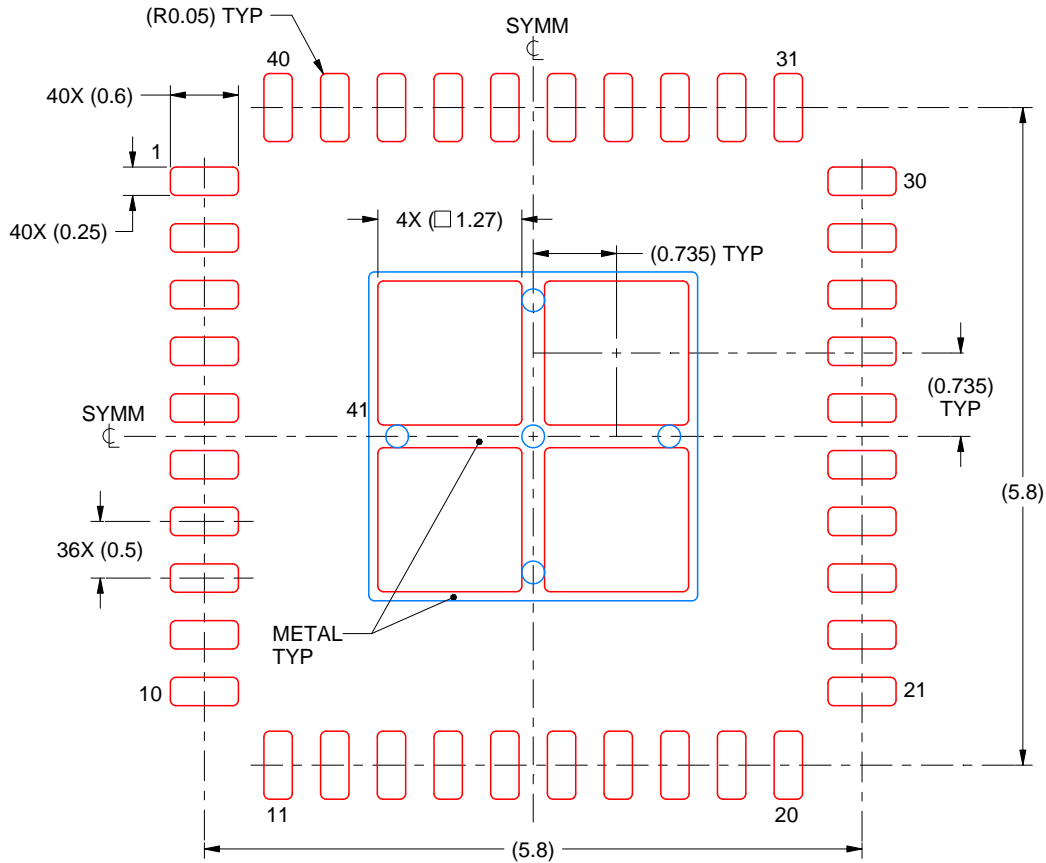 (R0.05) TYP
SYMM
℄
40
31
40X (0.6)
1
30
40X (0.25)
4X (□ 1.27)
(0.735) TYP
(0.735)
TYP
41
SYMM
℄
(5.8)
36X (0.5)
METAL
TYP
10
21
11
20
(5.8)